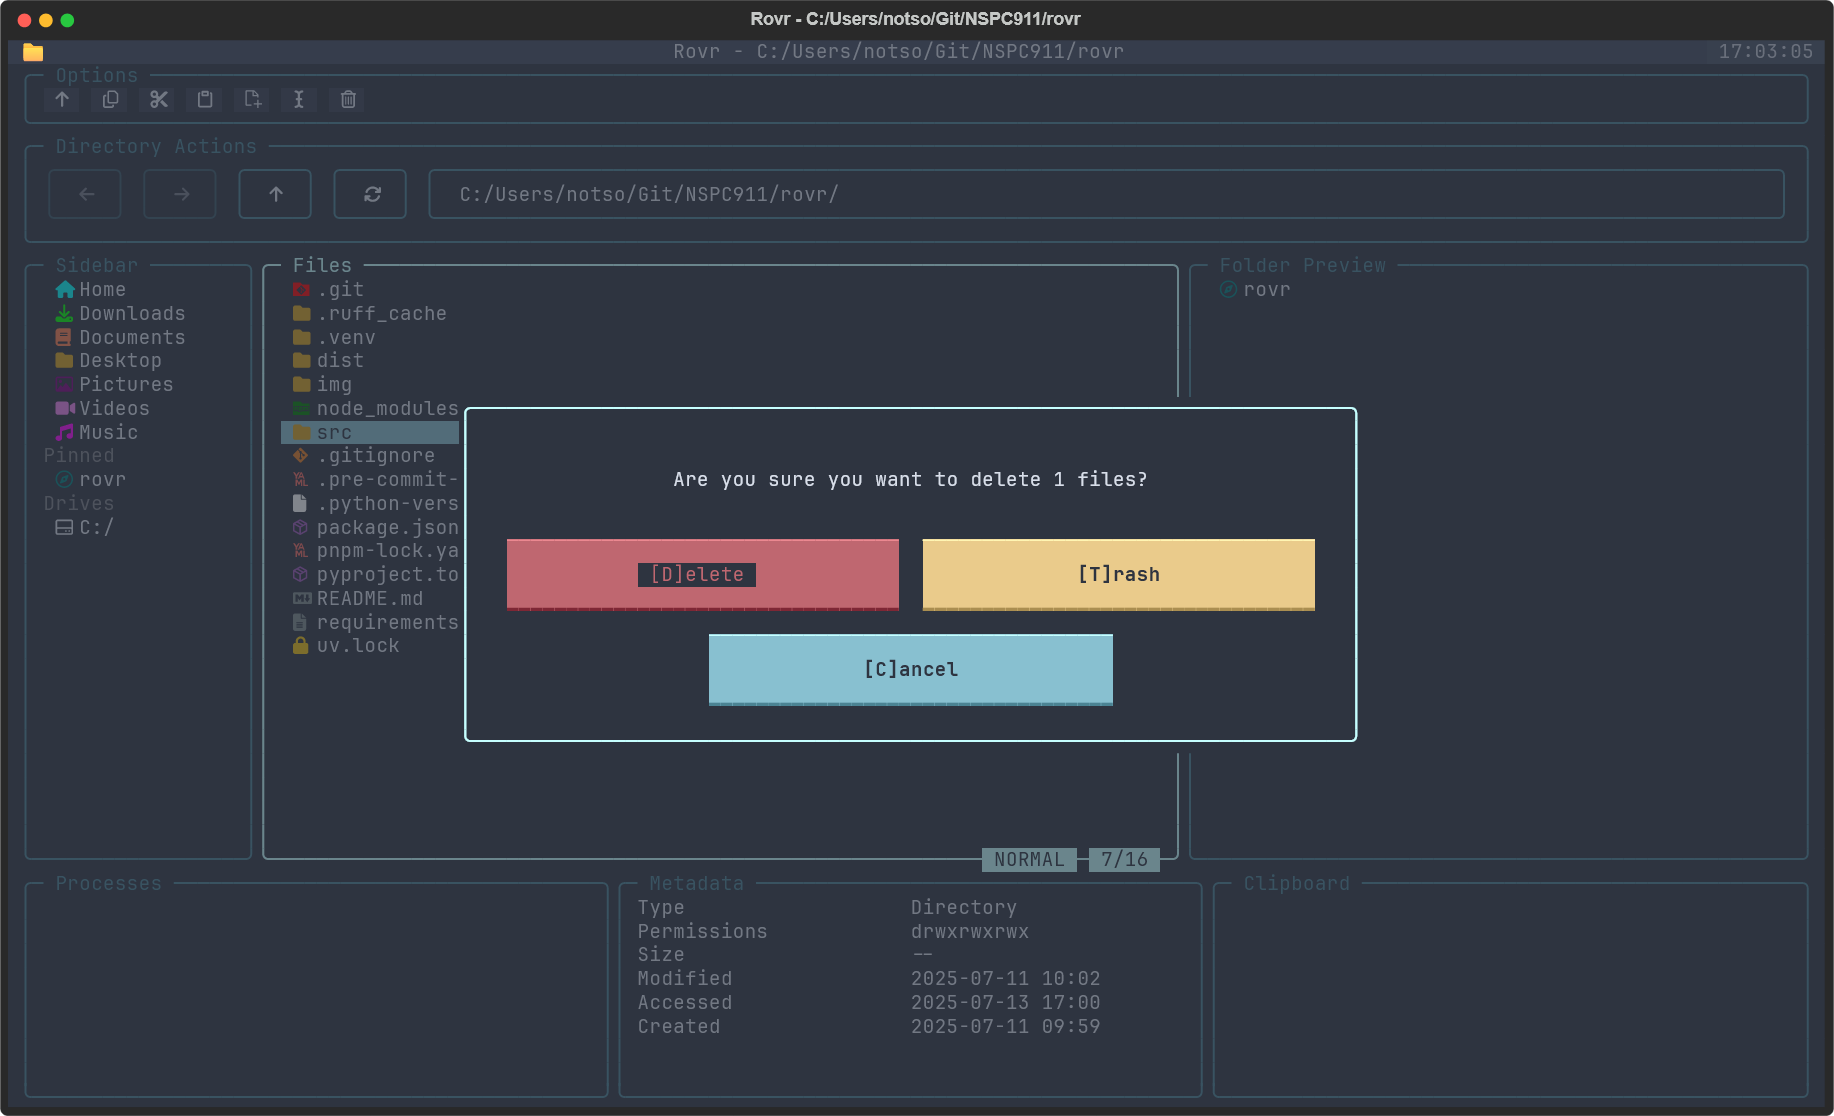 Rovr - C:/Users/notso/Git/NSPC911/rovr
Rovr - C:/Users/notso/Git/NSPC911/rovr 17:03:05
Options
Directory Actions
C:/Users/notso/Git/NSPC911/rovr/
Sidebar
Home
Downloads
Documents
Desktop
Pictures
Videos
Music
Pinned
rovr
Drives
C:/
Files
.git
.ruff_cache
.venv
dist
img
node_modules
src
.gitignore
.pre-commit-
.python-vers
package.json
pnpm-lock.ya
pyproject.to
README.md
requirements
uv.lock
NORMAL 7/16
Folder Preview
rovr
Are you sure you want to delete 1 files?
[D]elete [T]rash
[C]ancel
Processes
Metadata
Type Directory
Permissions drwxrwxrwx
Size --
Modified 2025-07-11 10:02
Accessed 2025-07-13 17:00
Created 2025-07-11 09:59
Clipboard